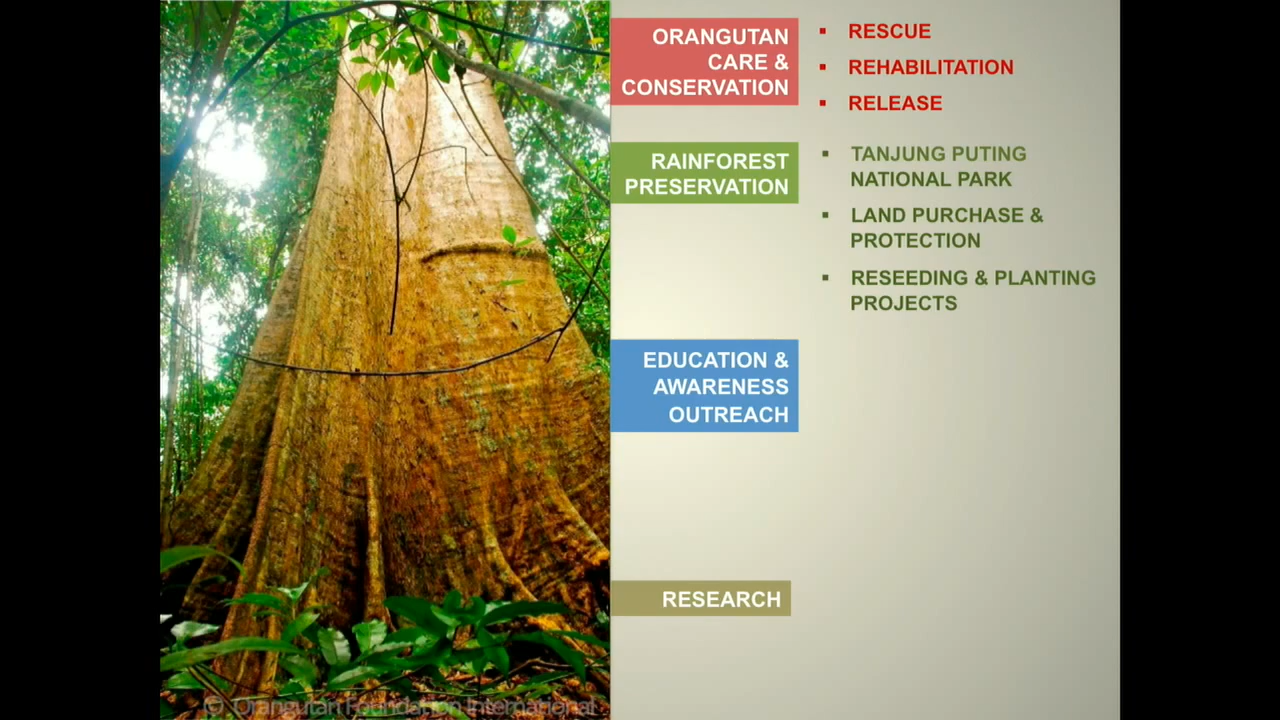 ORANGUTAN
CARE &
CONSERVATION
▪ RESCUE
▪ REHABILITATION
▪ RELEASE
RAINFOREST
PRESERVATION
▪ TANJUNG PUTING
NATIONAL PARK
▪ LAND PURCHASE &
PROTECTION
▪ RESEEDING & PLANTING
PROJECTS
EDUCATION &
AWARENESS
OUTREACH
RESEARCH
© Orangutan Foundation International